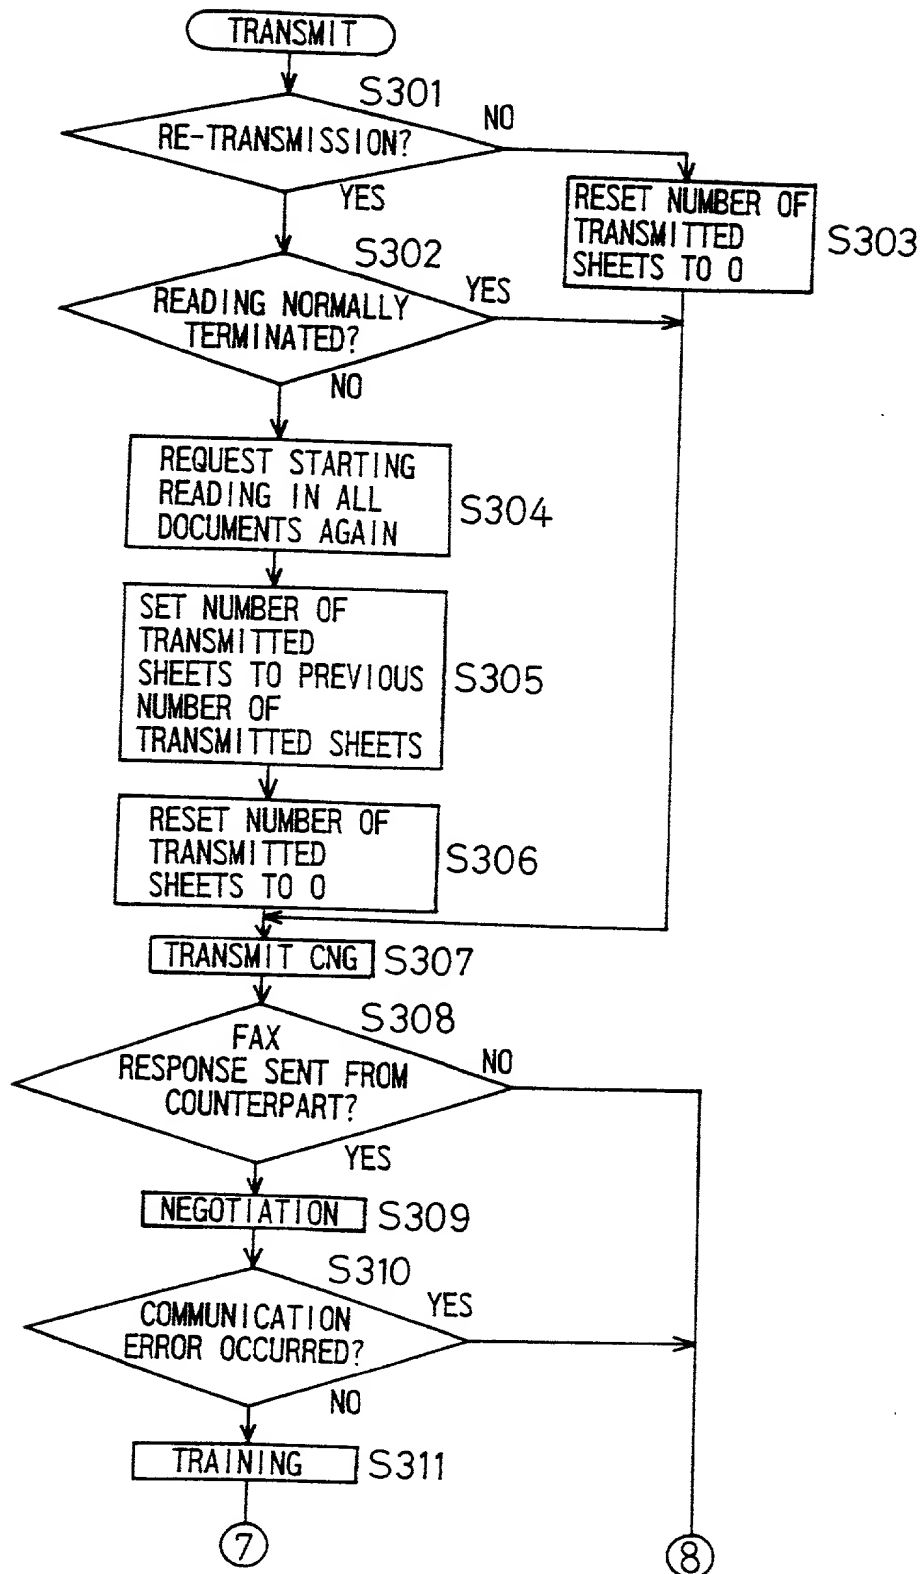 TRANSMIT
S301
NO
RE-TRANSMISSION?
YES
RESET NUMBER OF
TRANSMITTED
SHEETS TO 0
S303
S302
YES
READING NORMALLY
TERMINATED?
NO
REQUEST STARTING
READING IN ALL
DOCUMENTS AGAIN
S304
SET NUMBER OF
TRANSMITTED
SHEETS TO PREVIOUS
NUMBER OF
TRANSMITTED SHEETS
S305
RESET NUMBER OF
TRANSMITTED
SHEETS TO 0
S306
TRANSMIT CNG
S307
S308
FAX
RESPONSE SENT FROM
COUNTERPART?
NO
YES
NEGOTIATION
S309
S310
YES
COMMUNICATION
ERROR OCCURRED?
NO
TRAINING
S311
7
8